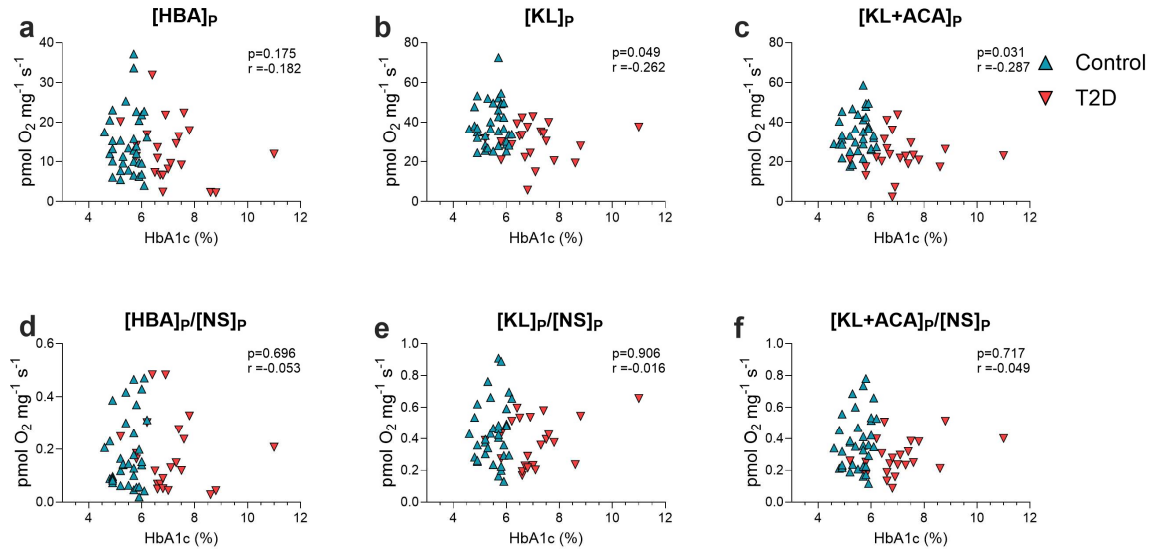 a [HBA]P
p=0.175
r =-0.182
40
30
20
10
0
pmol O2 mg-1 s-1
4 6 8 10 12
HbA1c (%)
b [KL]P
p=0.049
r =-0.262
80
60
40
20
0
pmol O2 mg-1 s-1
4 6 8 10 12
HbA1c (%)
c [KL+ACA]P
p=0.031
r =-0.287
80
60
40
20
0
pmol O2 mg-1 s-1
4 6 8 10 12
HbA1c (%)
Control
T2D
d [HBA]P/[NS]P
p=0.696
r =-0.053
0.6
0.4
0.2
0.0
pmol O2 mg-1 s-1
4 6 8 10 12
HbA1c (%)
e [KL]P/[NS]P
p=0.906
r =-0.016
1.0
0.8
0.6
0.4
0.2
0.0
pmol O2 mg-1 s-1
4 6 8 10 12
HbA1c (%)
f [KL+ACA]P/[NS]P
p=0.717
r =-0.049
1.0
0.8
0.6
0.4
0.2
0.0
pmol O2 mg-1 s-1
4 6 8 10 12
HbA1c (%)